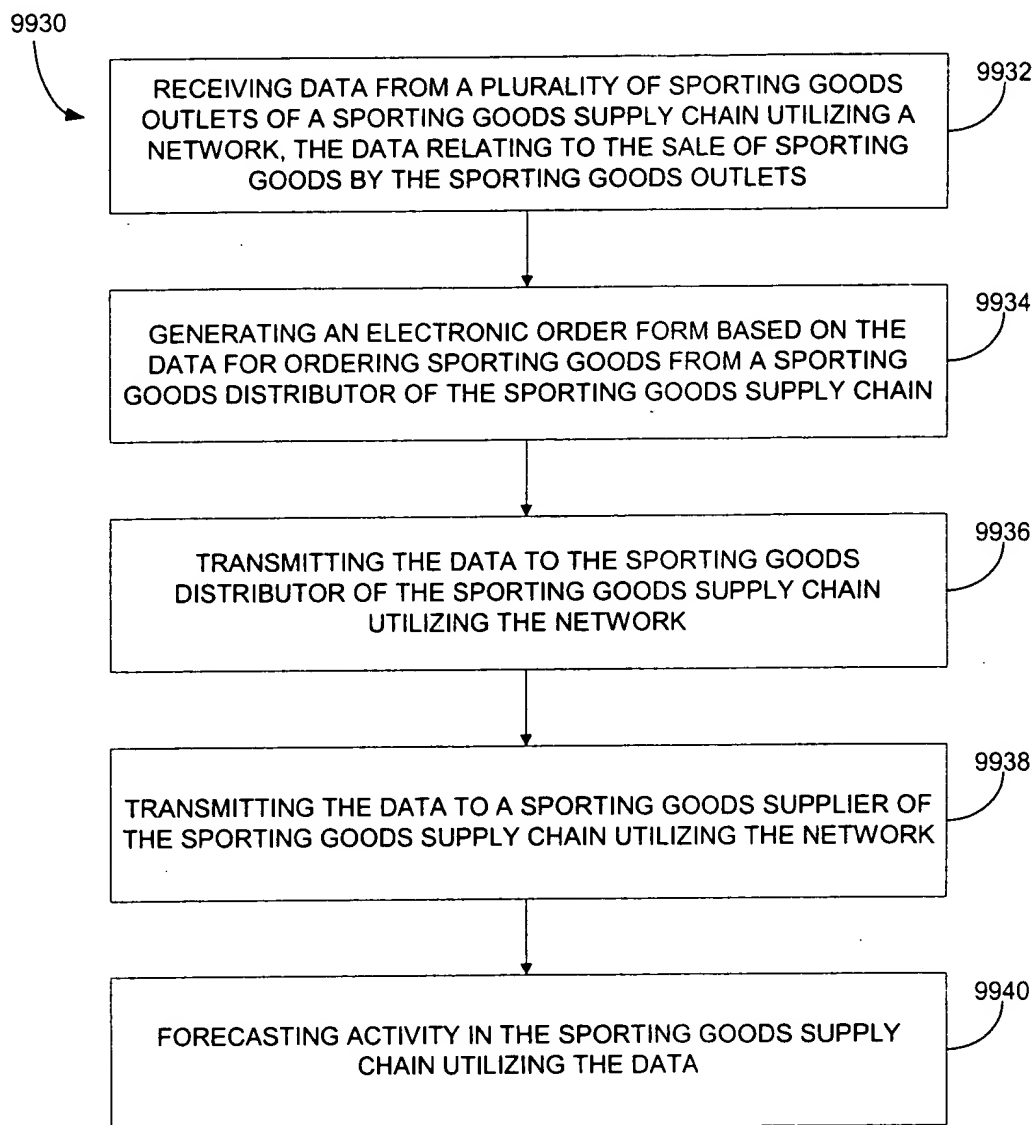 9930
9932
RECEIVING DATA FROM A PLURALITY OF SPORTING GOODS
OUTLETS OF A SPORTING GOODS SUPPLY CHAIN UTILIZING A
NETWORK, THE DATA RELATING TO THE SALE OF SPORTING
GOODS BY THE SPORTING GOODS OUTLETS
9934
GENERATING AN ELECTRONIC ORDER FORM BASED ON THE
DATA FOR ORDERING SPORTING GOODS FROM A SPORTING
GOODS DISTRIBUTOR OF THE SPORTING GOODS SUPPLY CHAIN
9936
TRANSMITTING THE DATA TO THE SPORTING GOODS
DISTRIBUTOR OF THE SPORTING GOODS SUPPLY CHAIN
UTILIZING THE NETWORK
9938
TRANSMITTING THE DATA TO A SPORTING GOODS SUPPLIER OF
THE SPORTING GOODS SUPPLY CHAIN UTILIZING THE NETWORK
9940
FORECASTING ACTIVITY IN THE SPORTING GOODS SUPPLY
CHAIN UTILIZING THE DATA